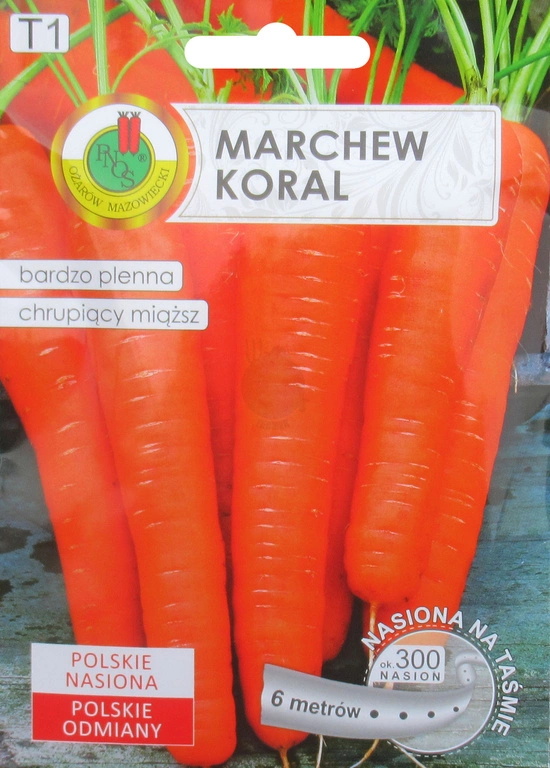 T1
MARCHEW
KORAL
PNOS®
OŻARÓW MAZOWIECKI
bardzo plenna
chrupiący miąższ
NASIONA NA TAŚMIE
ok. 300
NASION
6 metrów
POLSKIE
NASIONA
POLSKIE
ODMIANY